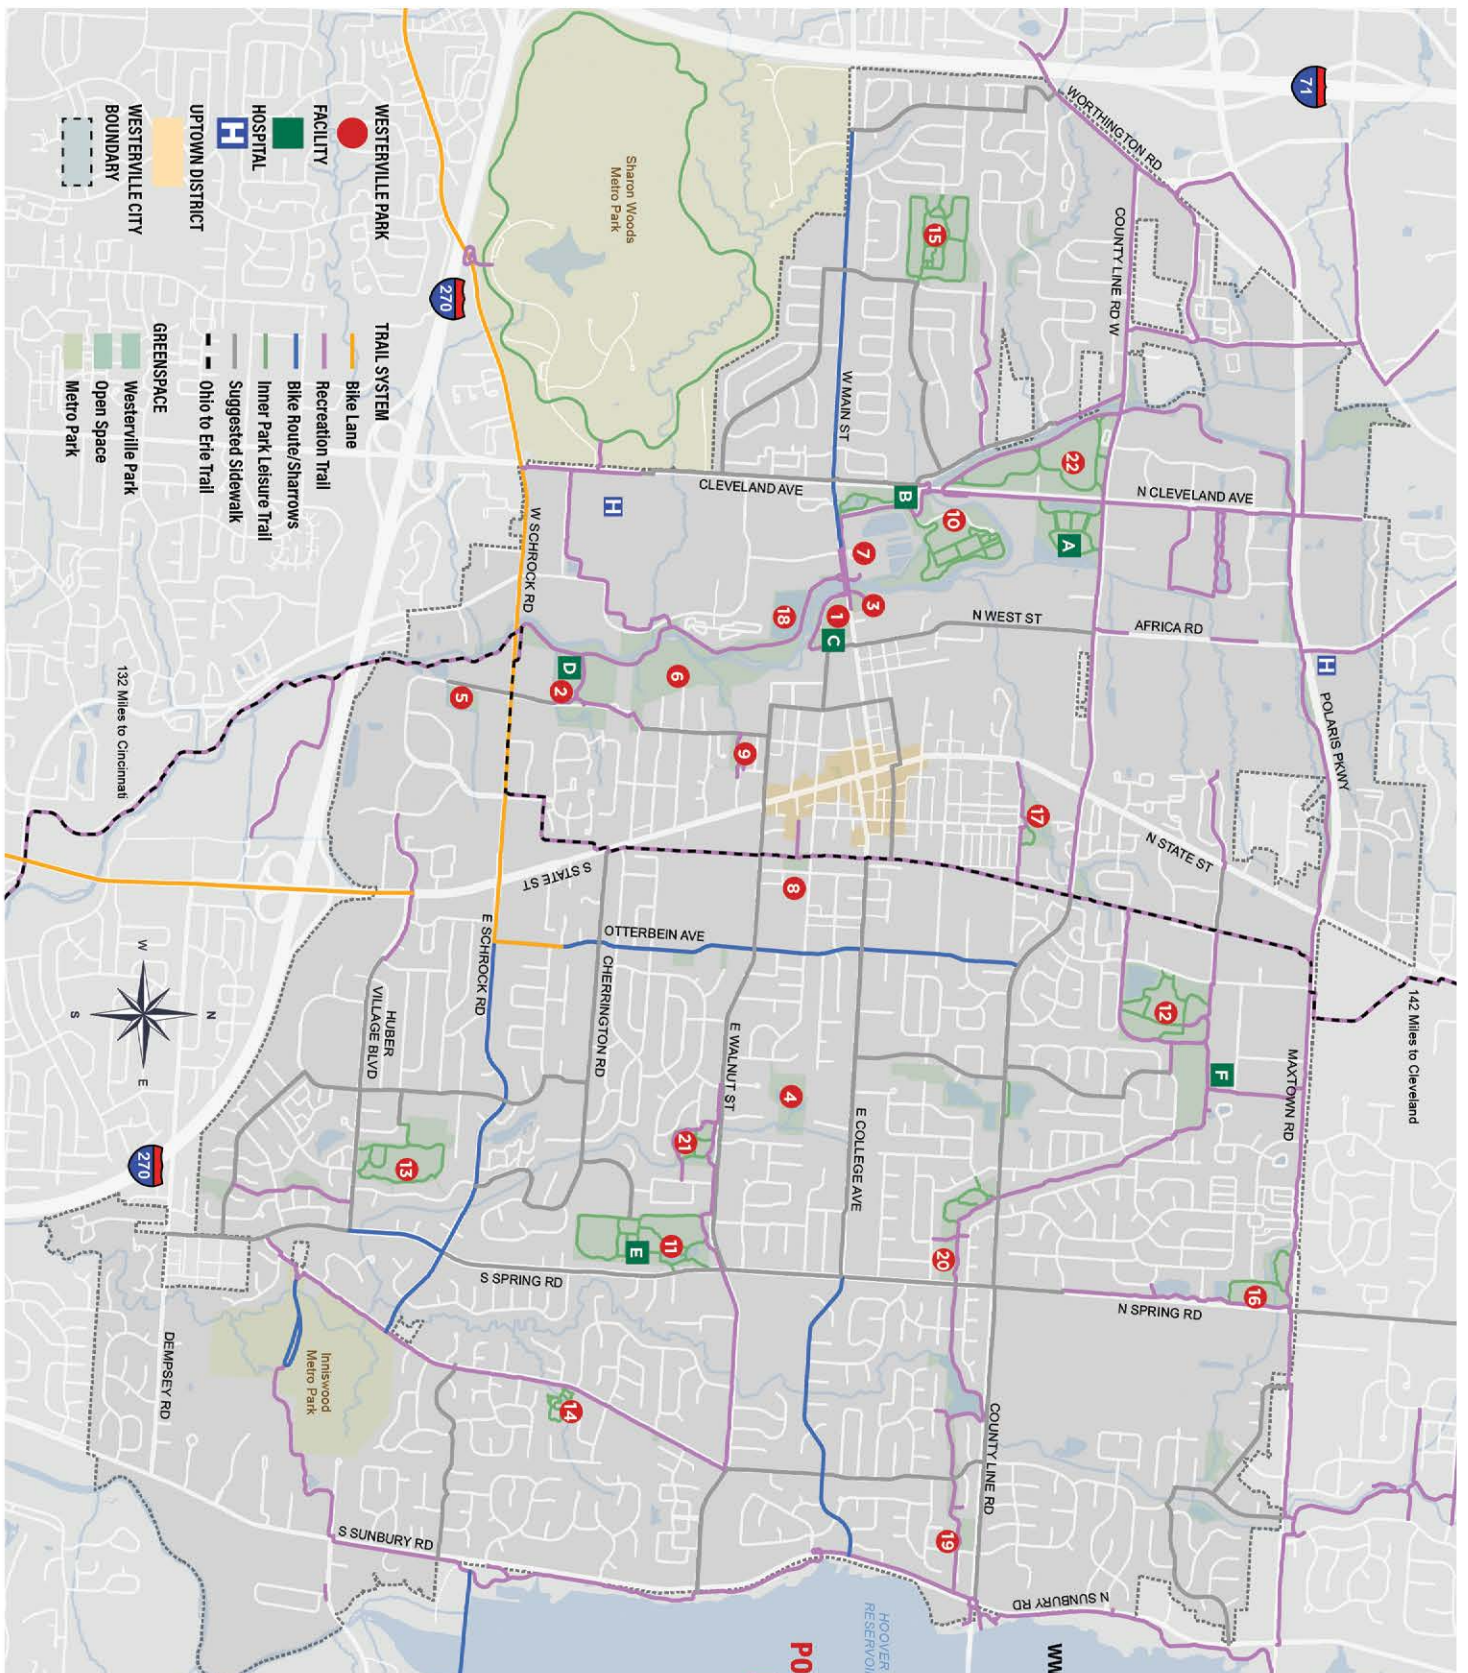 WESTERVILLE PARK
FACILITY
HOSPITAL
H
UPTOWN DISTRICT
WESTERVILLE CITY
BOUNDARY
TRAIL SYSTEM
Bike Lane
Recreation Trail
Bike Route/Sharrows
Inner Park Leisure Trail
Suggested Sidewalk
Ohio to Erie Trail
GREENSPACE
Westerville Park
Open Space
Metro Park
71
WORTHINGTON RD
COUNTY LINE RD W
Sharon Woods
Metro Park
270
15
W MAIN ST
22
CLEVELAND AVE
N CLEVELAND AVE
B
10
A
H
7
W SCHROCK RD
3
1
18
C
N WEST ST
AFRICA RD
H
POLARIS PKWY
132 Miles to Cincinnati
D
2
6
5
9
17
N STATE ST
S STATE ST
8
E SCHROCK RD
OTTERBEIN AVE
CHERRINGTON RD
HUBER
VILLAGE BLVD
W
N
S
E
E WALNUT ST
142 Miles to Cleveland
12
F
MAXTOWN RD
4
E COLLEGE AVE
21
13
270
11
E
20
16
S SPRING RD
N SPRING RD
DEMPSEY RD
Inniswood
Metro Park
14
COUNTY LINE RD
19
S SUNBURY RD
N SUNBURY RD
HOOVER
PO